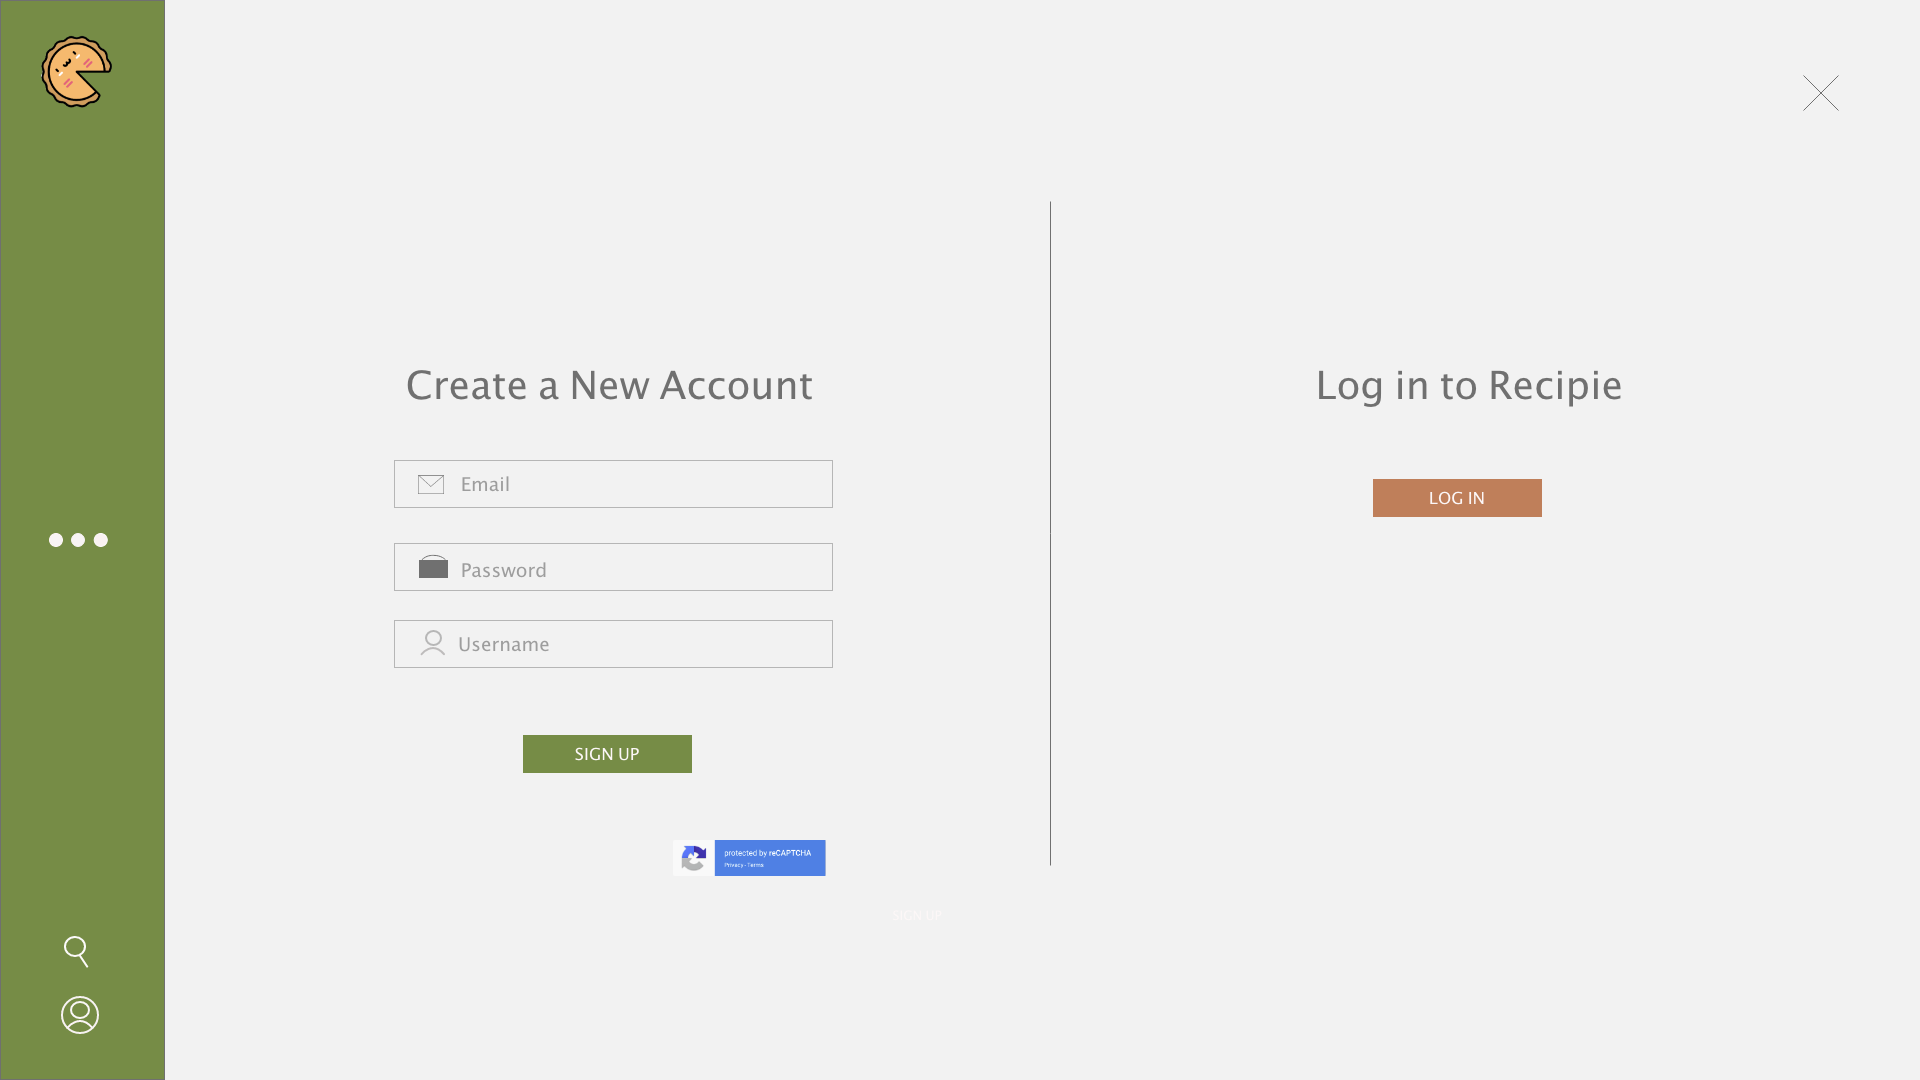 Create a New Account
Email
Password
Username
SIGN UP
protected by reCAPTCHA
Privacy - Terms
SIGN UP
Log in to Recipie
LOG IN